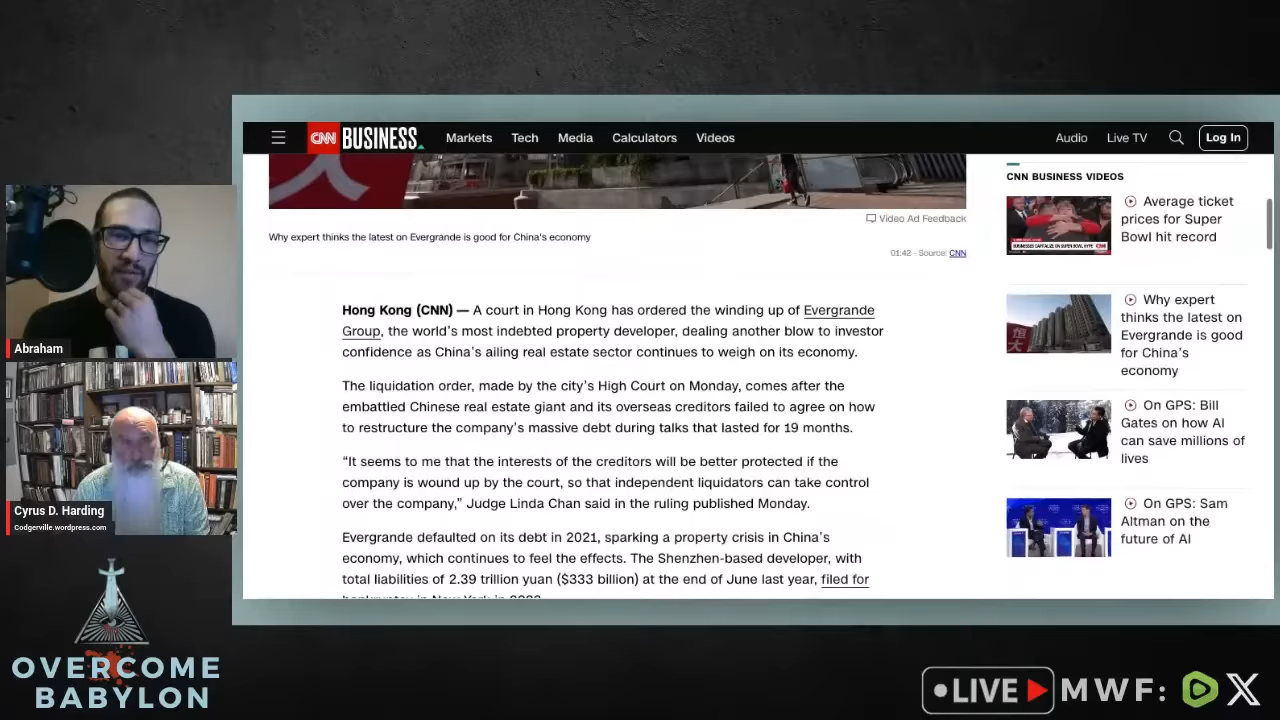 CNN BUSINESS Markets Tech Media Calculators Videos Audio Live TV Log In
Video Ad Feedback
Why expert thinks the latest on Evergrande is good for China's economy
01:42 - Source: CNN
Hong Kong (CNN) — A court in Hong Kong has ordered the winding up of Evergrande
Group, the world's most indebted property developer, dealing another blow to investor
confidence as China's ailing real estate sector continues to weigh on its economy.
The liquidation order, made by the city's High Court on Monday, comes after the
embattled Chinese real estate giant and its overseas creditors failed to agree on how
to restructure the company's massive debt during talks that lasted for 19 months.
“It seems to me that the interests of the creditors will be better protected if the
company is wound up by the court, so that independent liquidators can take control
over the company,” Judge Linda Chan said in the ruling published Monday.
Evergrande defaulted on its debt in 2021, sparking a property crisis in China's
economy, which continues to feel the effects. The Shenzhen-based developer, with
total liabilities of 2.39 trillion yuan ($333 billion) at the end of June last year, filed for
CNN BUSINESS VIDEOS
Average ticket
prices for Super
Bowl hit record
Why expert
thinks the latest on
Evergrande is good
for China's
economy
On GPS: Bill
Gates on how AI
can save millions of
lives
On GPS: Sam
Altman on the
future of AI
Abraham
Cyrus D. Harding
Codgerville.wordpress.com
OVERCOME
BABYLON
LIVE MWF: X